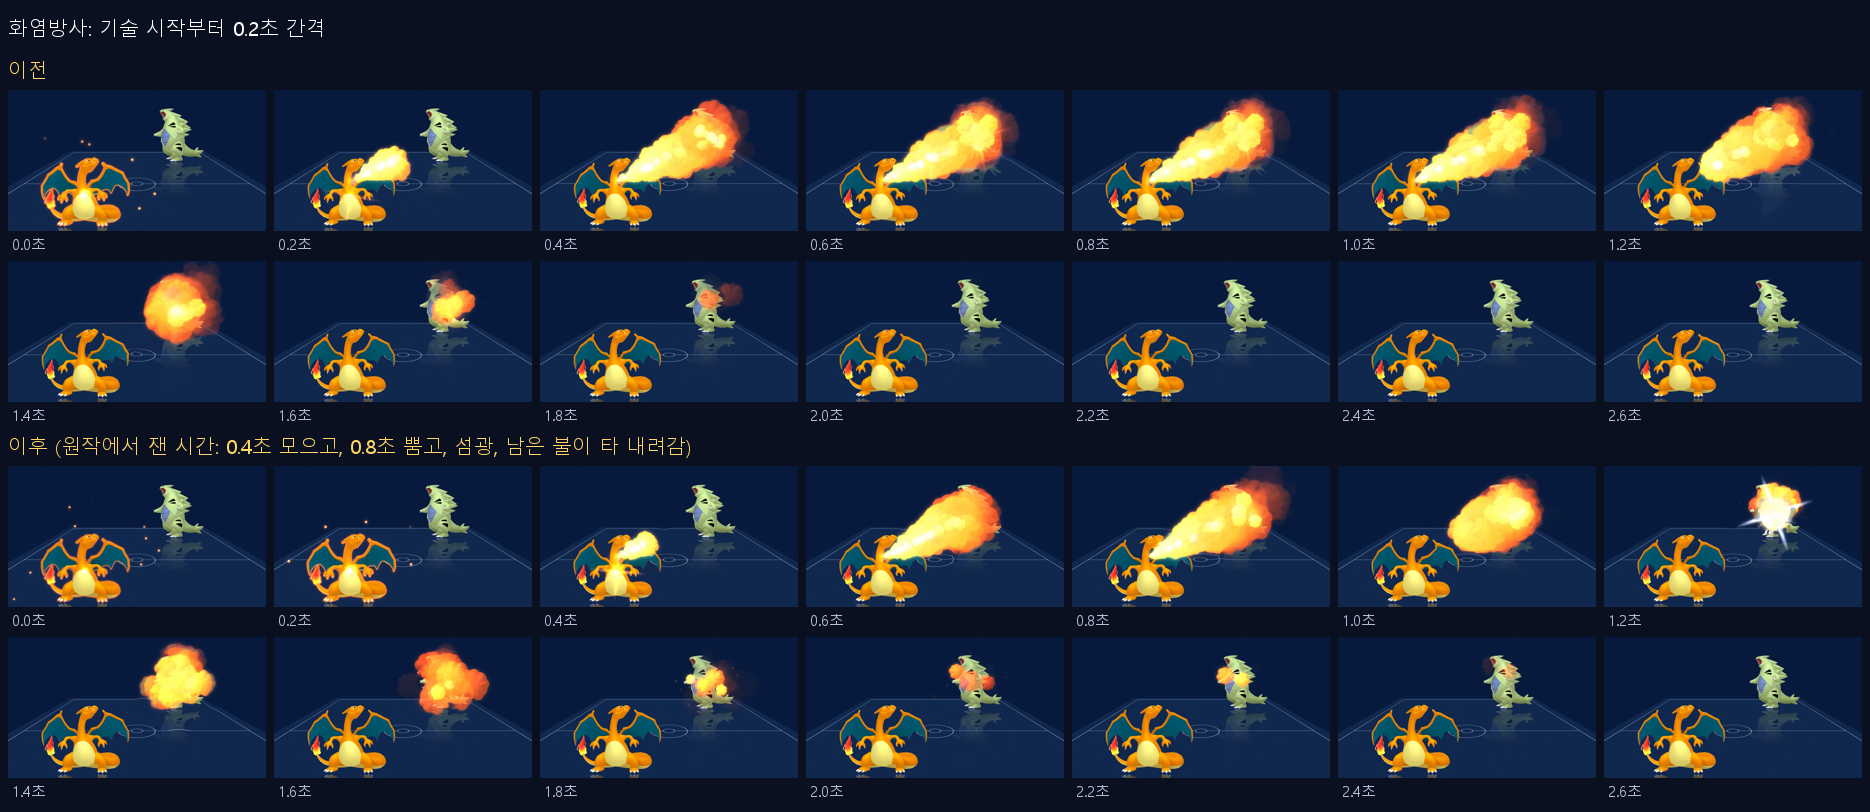 화염방사: 기술 시작부터 0.2초 간격
이전
0.0초 0.2초 0.4초 0.6초 0.8초 1.0초 1.2초
1.4초 1.6초 1.8초 2.0초 2.2초 2.4초 2.6초
이후 (원작에서 잰 시간: 0.4초 모으고, 0.8초 뿜고, 섬광, 남은 불이 타 내려감)
0.0초 0.2초 0.4초 0.6초 0.8초 1.0초 1.2초
1.4초 1.6초 1.8초 2.0초 2.2초 2.4초 2.6초